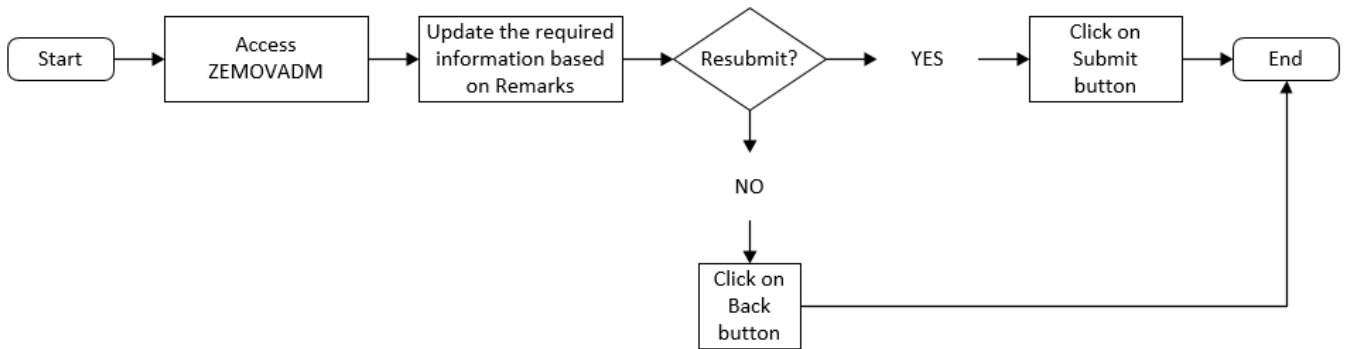 Start
Access
ZEMOVADM
Update the required
information based
on Remarks
Resubmit?
YES
Click on
Submit
button
End
NO
Click on
Back
button